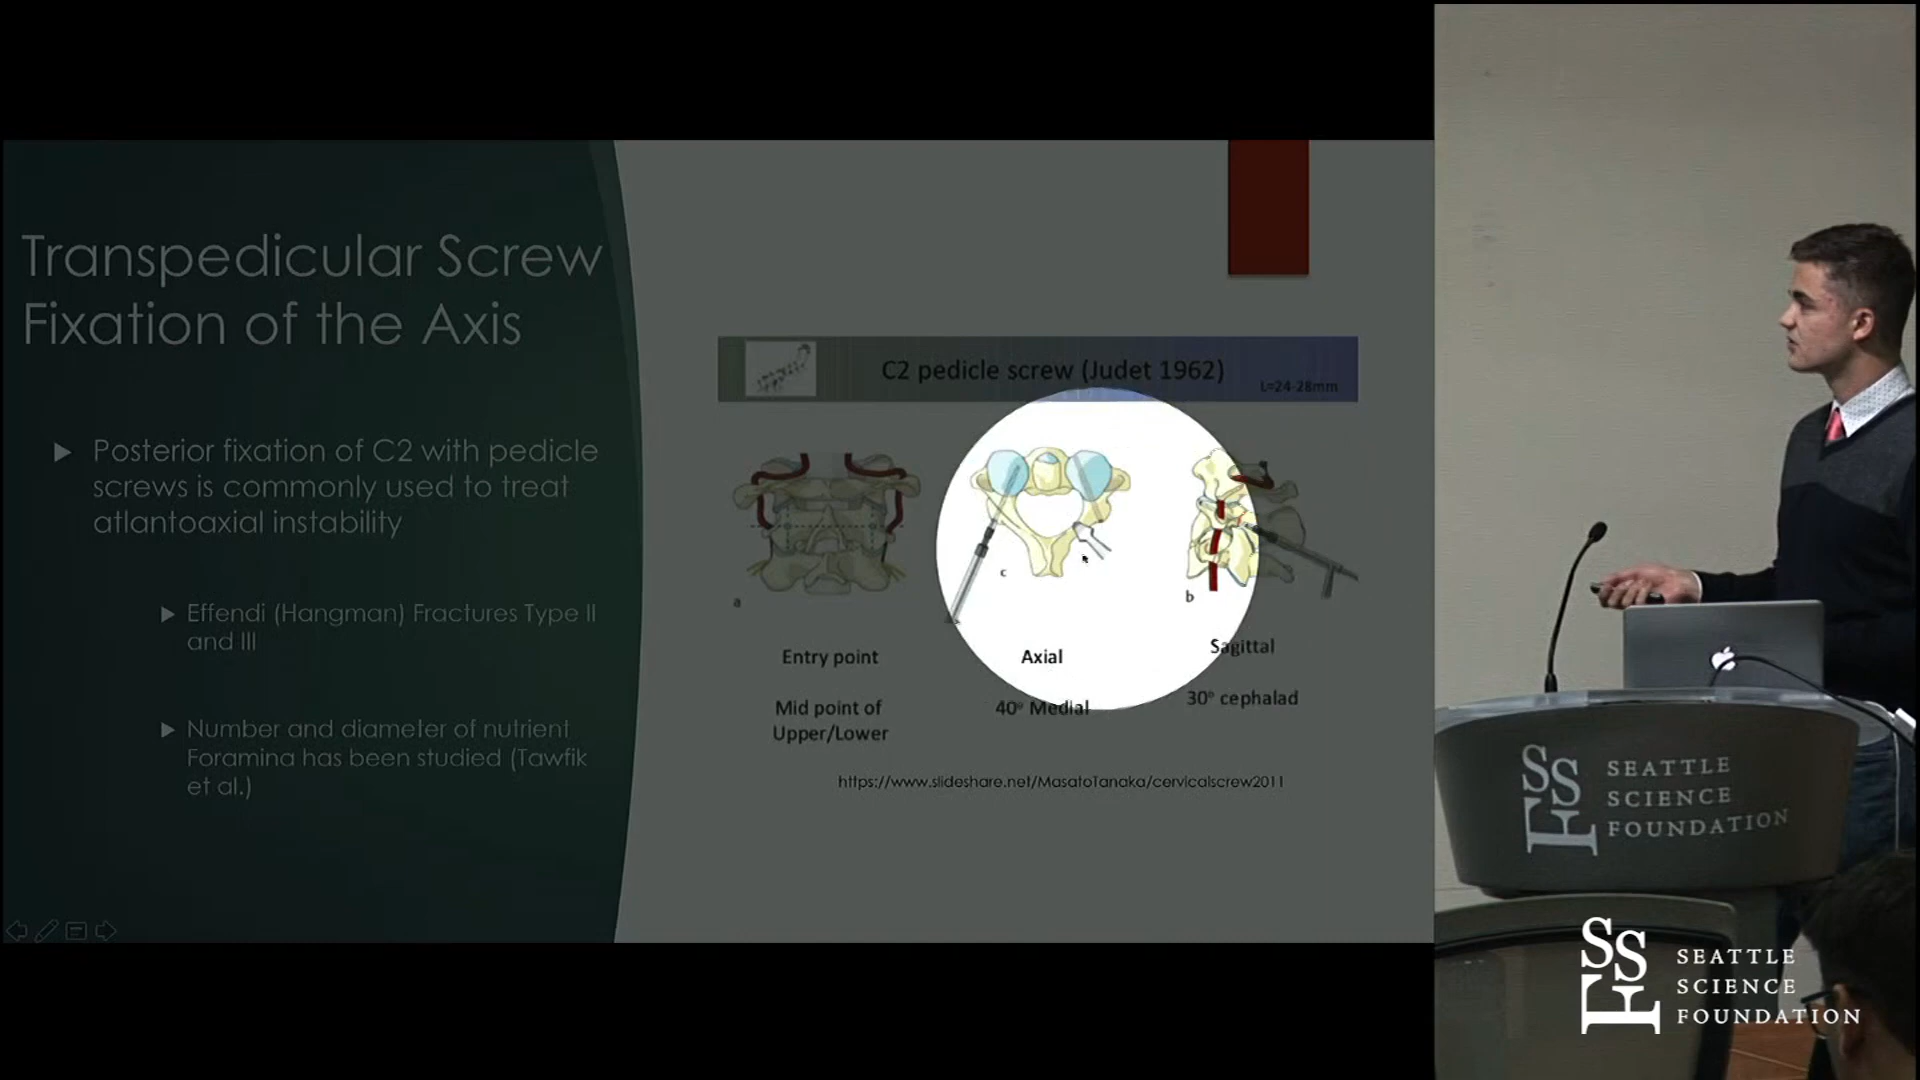 Transpedicular Screw
Fixation of the Axis
Posterior fixation of C2 with pedicle
screws is commonly used to treat
atlantoaxial instability
Effendi (Hangman) Fractures Type II
and III
Number and diameter of nutrient
Foramina has been studied (Tawfik
et al.)
C2 pedicle screw (Judet 1962)
L=24-28mm
a
c
b
Entry point
Axial
Sagittal
Mid point of
Upper/Lower
40° Medial
30° cephalad
https://www.slideshare.net/MasatoTanaka/cervicalscrew2011
SSF
SEATTLE
SCIENCE
FOUNDATION
SSF
SEATTLE
SCIENCE
FOUNDATION